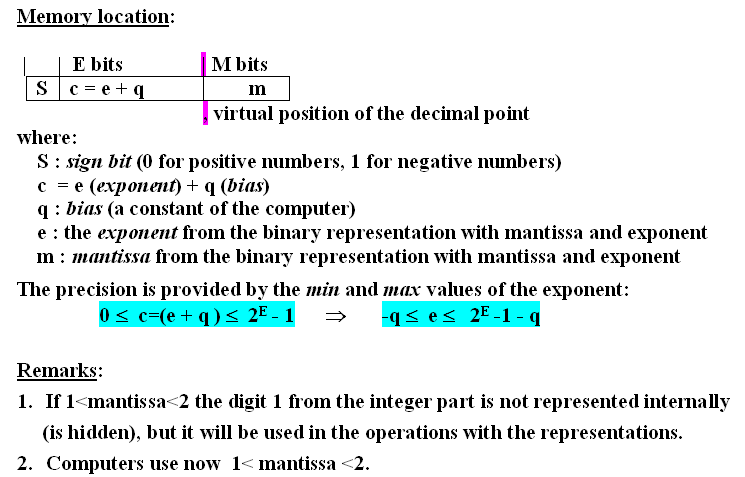 Memory location:
E bits M bits
S c = e + q m
virtual position of the decimal point
where:
S : sign bit (0 for positive numbers, 1 for negative numbers)
c = e (exponent) + q (bias)
q : bias (a constant of the computer)
e : the exponent from the binary representation with mantissa and exponent
m : mantissa from the binary representation with mantissa and exponent
The precision is provided by the min and max values of the exponent:
0 ≤ c=(e + q ) ≤ 2^E - 1 ⇒ -q ≤ e ≤ 2^E -1 - q
Remarks:
1. If 1<mantissa<2 the digit 1 from the integer part is not represented internally
(is hidden), but it will be used in the operations with the representations.
2. Computers use now 1< mantissa <2.